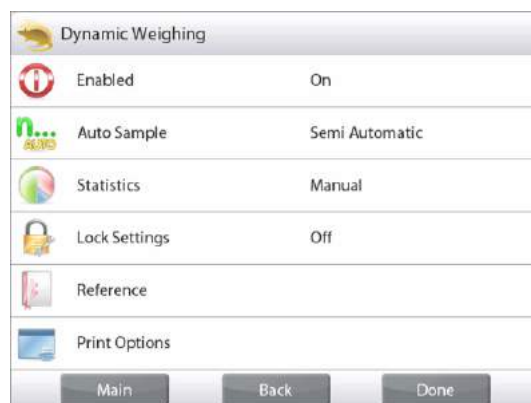 Dynamic Weighing
Enabled On
n... AUTO Auto Sample Semi Automatic
Statistics Manual
Lock Settings Off
Reference
Print Options
Main Back Done